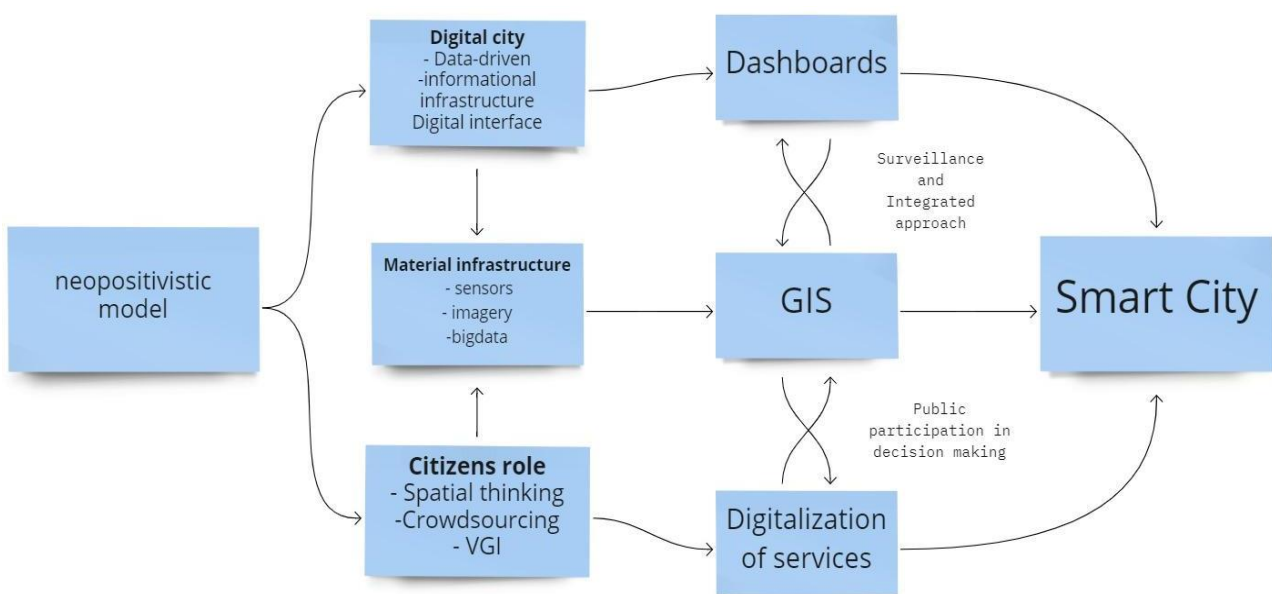 neopositivistic
model
Digital city
- Data-driven
-informational
infrastructure
Digital interface
Material infrastructure
- sensors
- imagery
-bigdata
Citizens role
- Spatial thinking
-Crowdsourcing
- VGI
Dashboards
Surveillance
and
Integrated
approach
GIS
Public
participation in
decision making
Digitalization
of services
Smart City